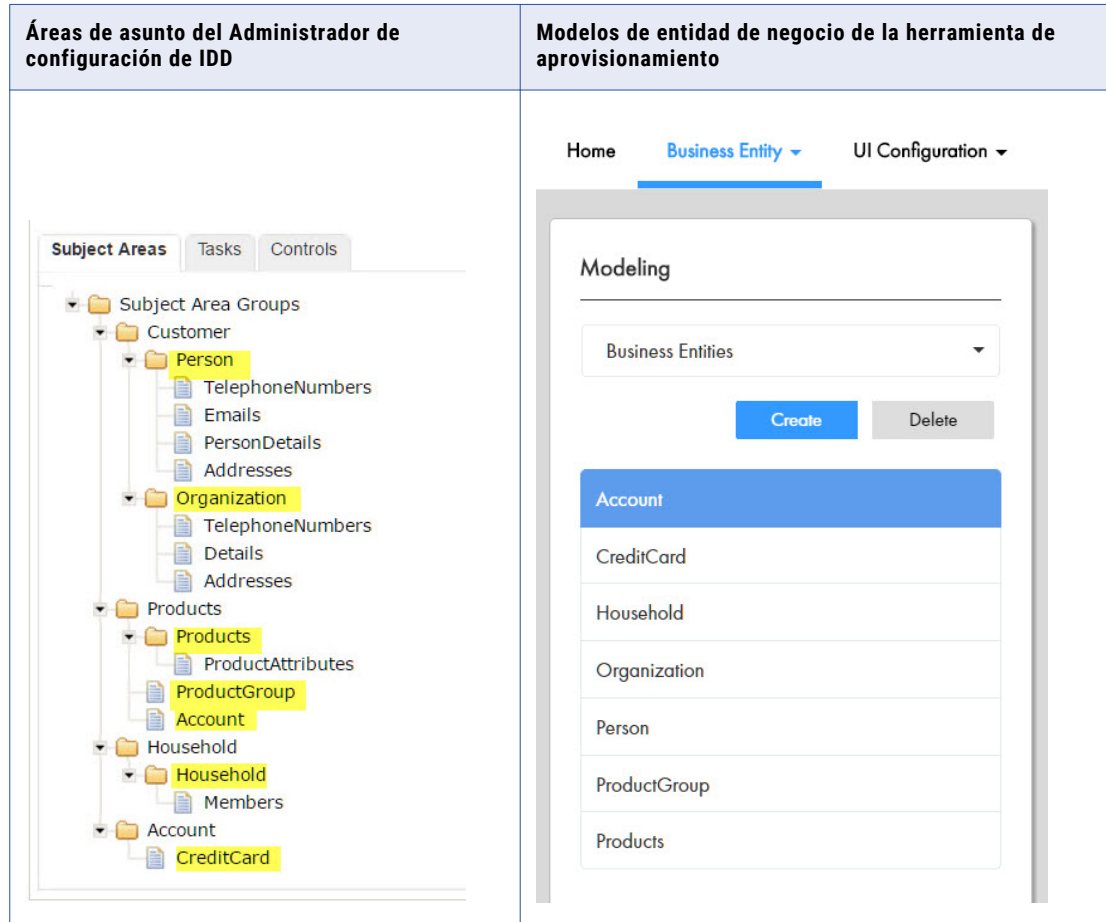 Áreas de asunto del Administrador de
configuración de IDD
Modelos de entidad de negocio de la herramienta de
aprovisionamiento
Subject Areas Tasks Controls
Subject Area Groups
Customer
Person
TelephoneNumbers
Emails
PersonDetails
Addresses
Organization
TelephoneNumbers
Details
Addresses
Products
Products
ProductAttributes
ProductGroup
Account
Household
Household
Members
Account
CreditCard
Home Business Entity UI Configuration
Modeling
Business Entities
Create Delete
Account
CreditCard
Household
Organization
Person
ProductGroup
Products